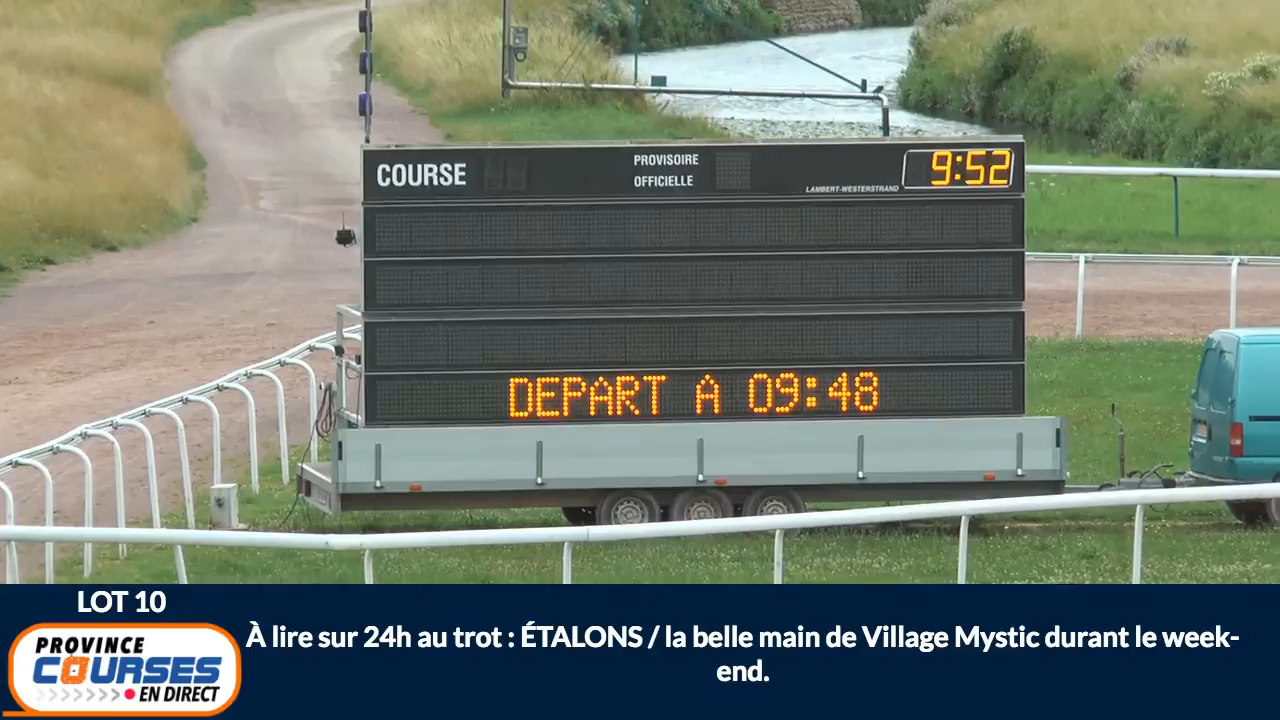 COURSE
PROVISOIRE
OFFICIELLE
LAMBERT-WESTERSTRAND
9:52
DEPART A 09:48
LOT 10
PROVINCE
COURSES
EN DIRECT
À lire sur 24h au trot : ÉTALONS / la belle main de Village Mystic durant le week-
end.